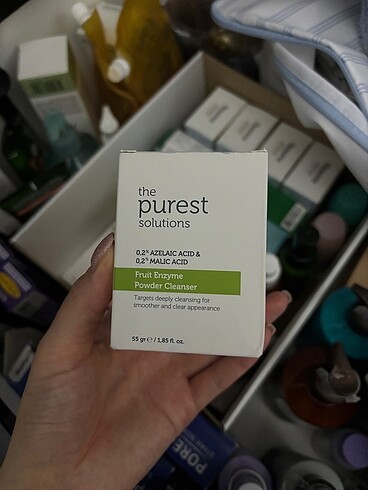 the
purest
solutions
0,2% AZELAIC ACID &
0,2% MALIC ACID
Fruit Enzyme
Powder Cleanser
Targets deeply cleansing for
smoother and clear appearance
55 gr ℮ / 1,85 fl. oz.
PORE